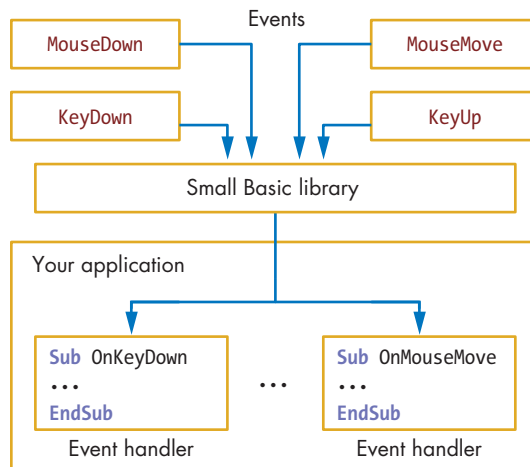 Events
MouseDown
MouseMove
KeyDown
KeyUp
Small Basic library
Your application
Sub OnKeyDown
...
EndSub
...
Sub OnMouseMove
...
EndSub
Event handler
Event handler